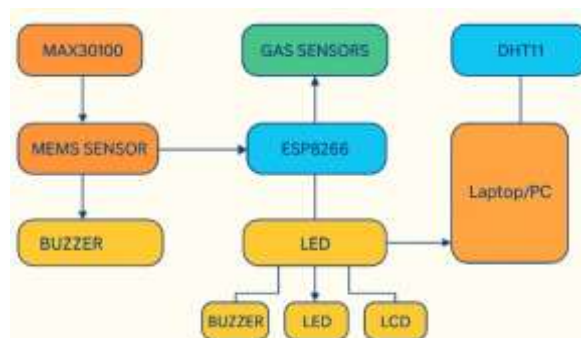 MAX30100
GAS SENSORS
DHT11
MEMS SENSOR
ESP8266
Laptop/PC
BUZZER
LED
BUZZER
LED
LCD